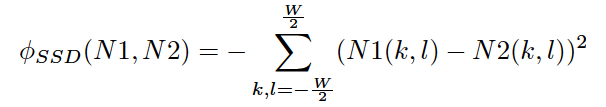 $\phi_{SSD}(N1, N2) = -\sum_{k,l=-\frac{W}{2}}^{\frac{W}{2}} (N1(k,l) - N2(k,l))^2$